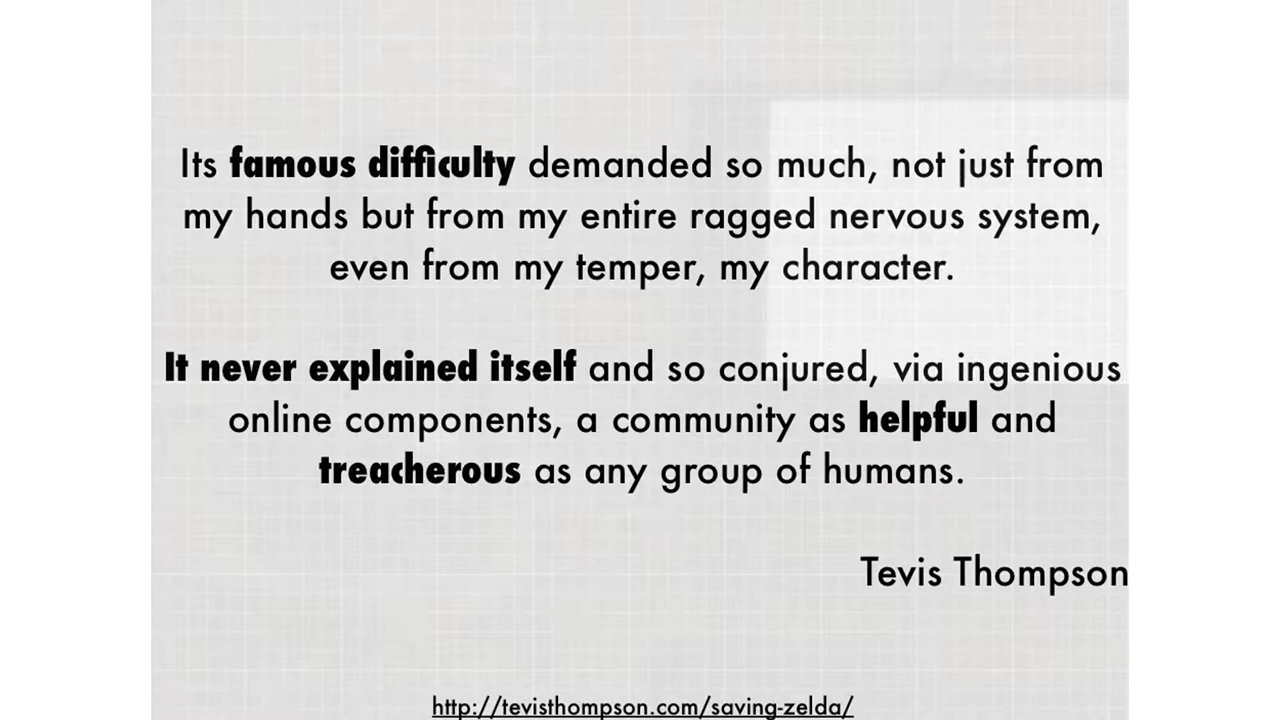 Its famous difficulty demanded so much, not just from
my hands but from my entire ragged nervous system,
even from my temper, my character.
It never explained itself and so conjured, via ingenious
online components, a community as helpful and
treacherous as any group of humans.
Tevis Thompson
http://tevisthompson.com/saving-zelda/